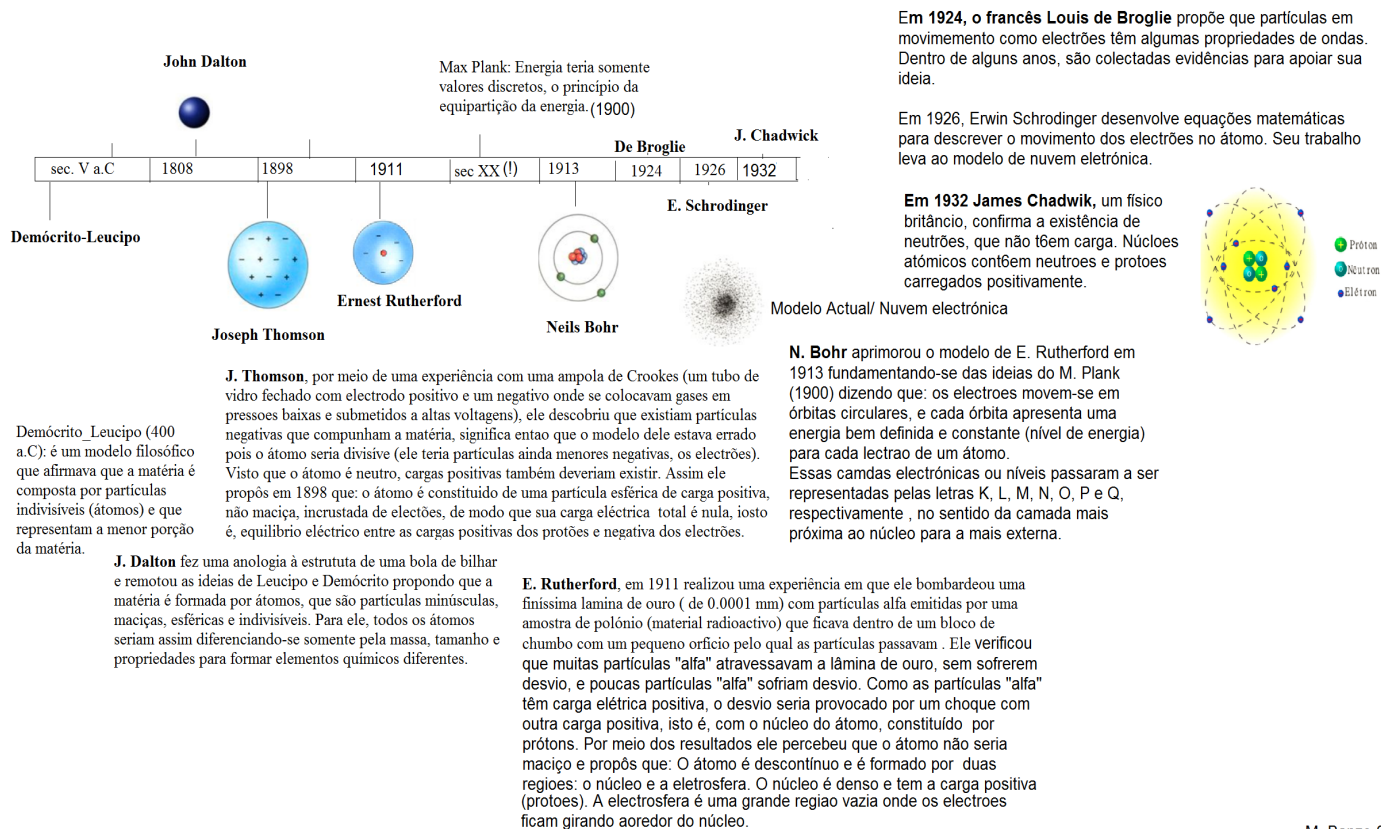 John Dalton
Max Plank: Energia teria somente
valores discretos, o princípio da
equipartição da energia. (1900)
De Broglie
J. Chadwick
sec. V a.C
1808
1898
1911
sec XX (!)
1913
1924
1926
1932
Demócrito-Leucipo
Joseph Thomson
Ernest Rutherford
Neils Bohr
E. Schrodinger
Modelo Actual/ Nuvem electrónica
Em 1924, o francês Louis de Broglie propõe que partículas em
movimemento como electrões têm algumas propriedades de ondas.
Dentro de alguns anos, são colectadas evidências para apoiar sua
ideia.
Em 1926, Erwin Schrodinger desenvolve equações matemáticas
para descrever o movimento dos electrões no átomo. Seu trabalho
leva ao modelo de nuvem eletrónica.
Em 1932 James Chadwik, um físico
britâncio, confirma a existência de
neutrões, que não t6em carga. Núcloes
atómicos cont6em neutroes e protoes
carregados positivamente.
Próton
Nêutron
Elétron
N. Bohr aprimorou o modelo de E. Rutherford em
1913 fundamentando-se das ideias do M. Plank
(1900) dizendo que: os electroes movem-se em
órbitas circulares, e cada órbita apresenta uma
energia bem definida e constante (nível de energia)
para cada lectrao de um átomo.
Essas camdas electrónicas ou níveis passaram a ser
representadas pelas letras K, L, M, N, O, P e Q,
respectivamente , no sentido da camada mais
próxima ao núcleo para a mais externa.
J. Thomson, por meio de uma experiência com uma ampola de Crookes (um tubo de
vidro fechado com electrodo positivo e um negativo onde se colocavam gases em
pressoes baixas e submetidos a altas voltagens), ele descobriu que existiam partículas
negativas que compunham a matéria, significa entao que o modelo dele estava errado
pois o átomo seria divisíve (ele teria partículas ainda menores negativas, os electrões).
Visto que o átomo é neutro, cargas positivas também deveriam existir. Assim ele
propôs em 1898 que: o átomo é constituido de uma partícula esférica de carga positiva,
não maciça, incrustada de electões, de modo que sua carga eléctrica  total é nula, iosto
é, equilibrio eléctrico entre as cargas positivas dos protões e negativa dos electrões.
Demócrito_Leucipo (400
a.C): é um modelo filosófico
que afirmava que a matéria é
composta por partículas
indivisíveis (átomos) e que
representam a menor porção
da matéria.
J. Dalton fez uma anologia à estrututa de uma bola de bilhar
e remotou as ideias de Leucipo e Demócrito propondo que a
matéria é formada por átomos, que são partículas minúsculas,
maciças, esféricas e indivisíveis. Para ele, todos os átomos
seriam assim diferenciando-se somente pela massa, tamanho e
propriedades para formar elementos químicos diferentes.
E. Rutherford, em 1911 realizou uma experiência em que ele bombardeou uma
finíssima lamina de ouro ( de 0.0001 mm) com partículas alfa emitidas por uma
amostra de polónio (material radioactivo) que ficava dentro de um bloco de
chumbo com um pequeno orficio pelo qual as partículas passavam . Ele verificou
que muitas partículas "alfa" atravessavam a lâmina de ouro, sem sofrerem
desvio, e poucas partículas "alfa" sofriam desvio. Como as partículas "alfa"
têm carga elétrica positiva, o desvio seria provocado por um choque com
outra carga positiva, isto é, com o núcleo do átomo, constituído  por
prótons. Por meio dos resultados ele percebeu que o átomo não seria
maciço e propôs que: O átomo é descontínuo e é formado por  duas
regioes: o núcleo e a eletrosfera. O núcleo é denso e tem a carga positiva
(protoes). A electrosfera é uma grande regiao vazia onde os electroes
ficam girando aoredor do núcleo.